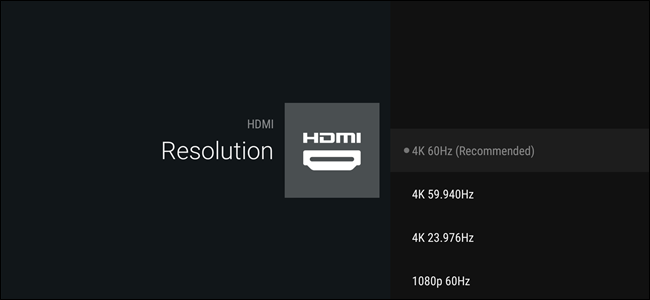 HDMI
Resolution
HDMI
4K 60Hz (Recommended)
4K 59.940Hz
4K 23.976Hz
1080p 60Hz